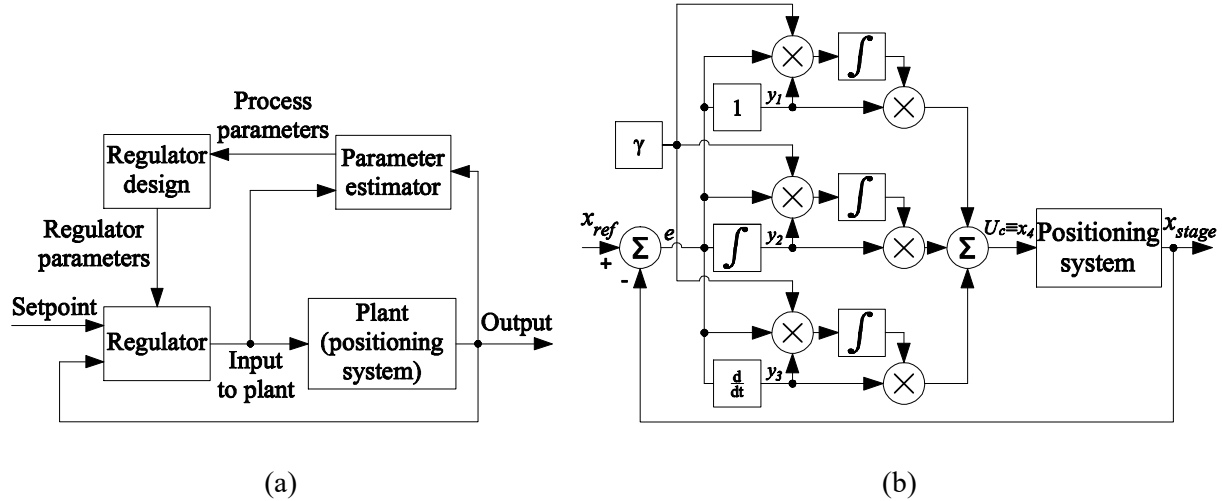 Process
parameters
Regulator
design
Parameter
estimator
Regulator
parameters
Setpoint
Regulator
Input
to plant
Plant
(positioning
system)
Output
(a)
γ
∫
×
×
1
y1
×
∫
×
xref
+
-
Σ
e
∫
y2
Σ
Uc≡x4
Positioning
system
xstage
×
∫
×
d
dt
y3
(b)